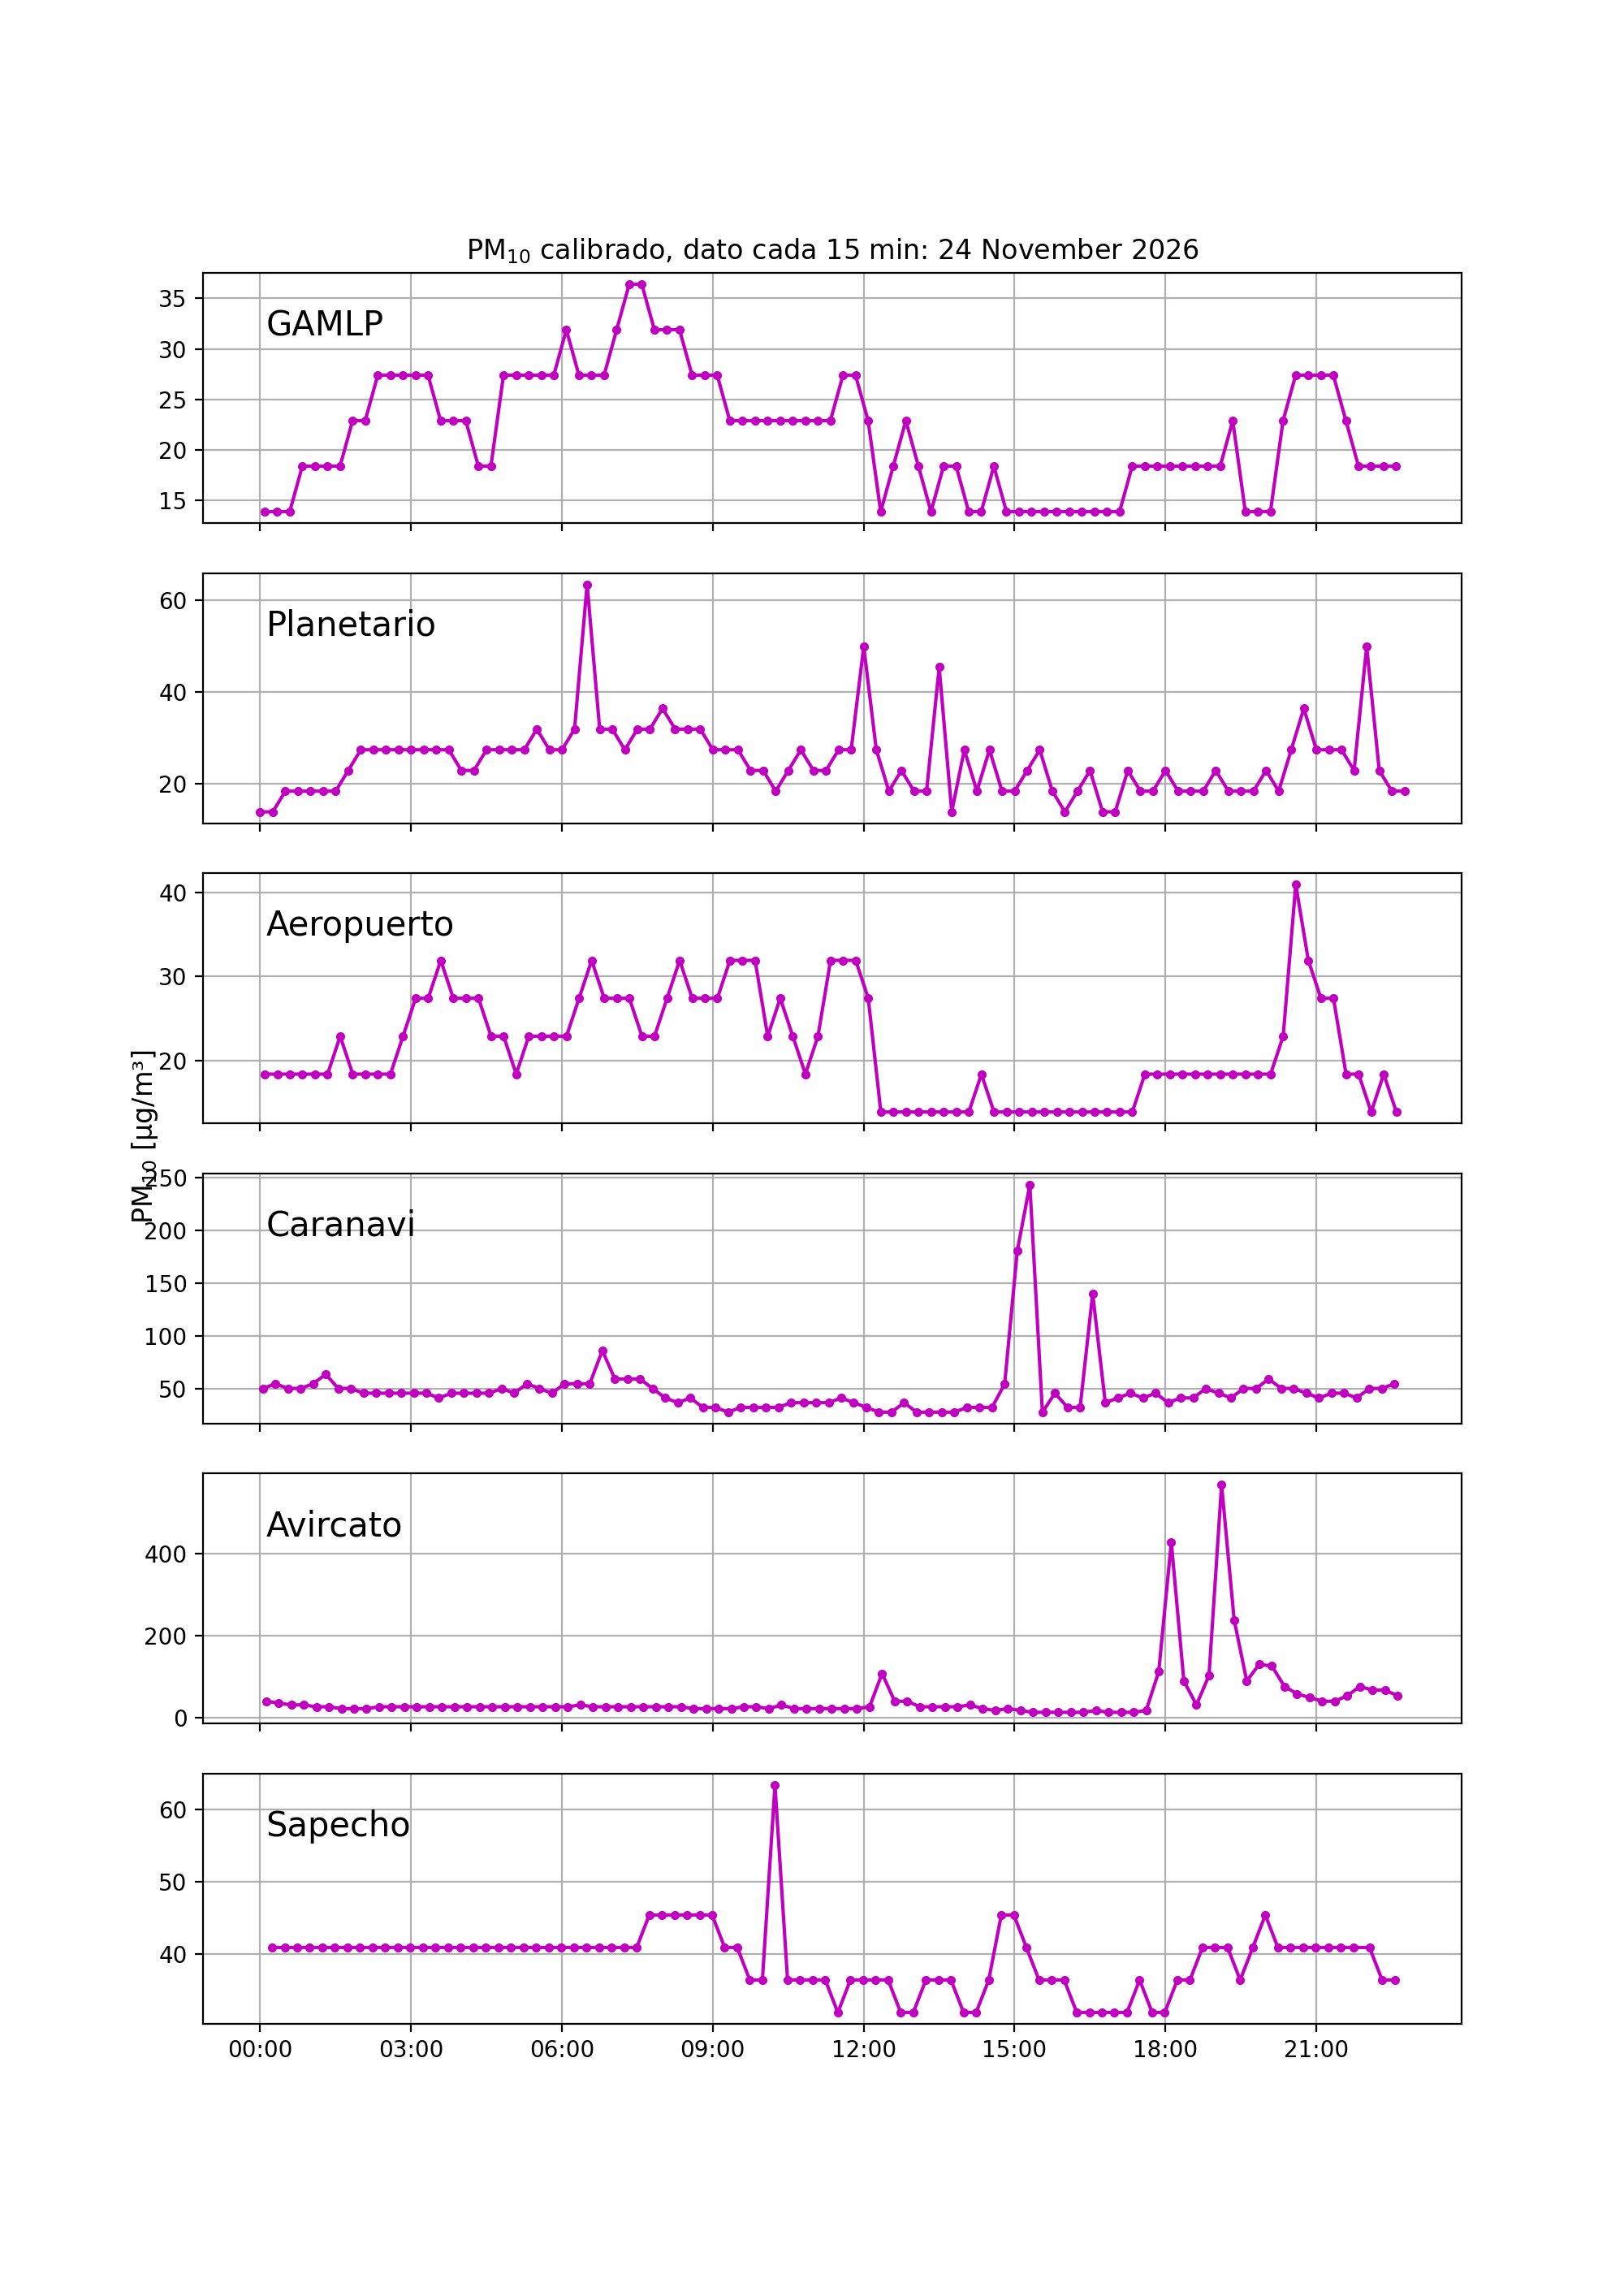 PM₁₀ calibrado, dato cada 15 min: 24 November 2026
35
30
25
20
15
GAMLP
60
40
20
Planetario
40
30
20
Aeropuerto
PM₁₀ [µg/m³]
250
200
150
100
50
Caranavi
400
200
0
Avircato
60
50
40
Sapecho
00:00 03:00 06:00 09:00 12:00 15:00 18:00 21:00